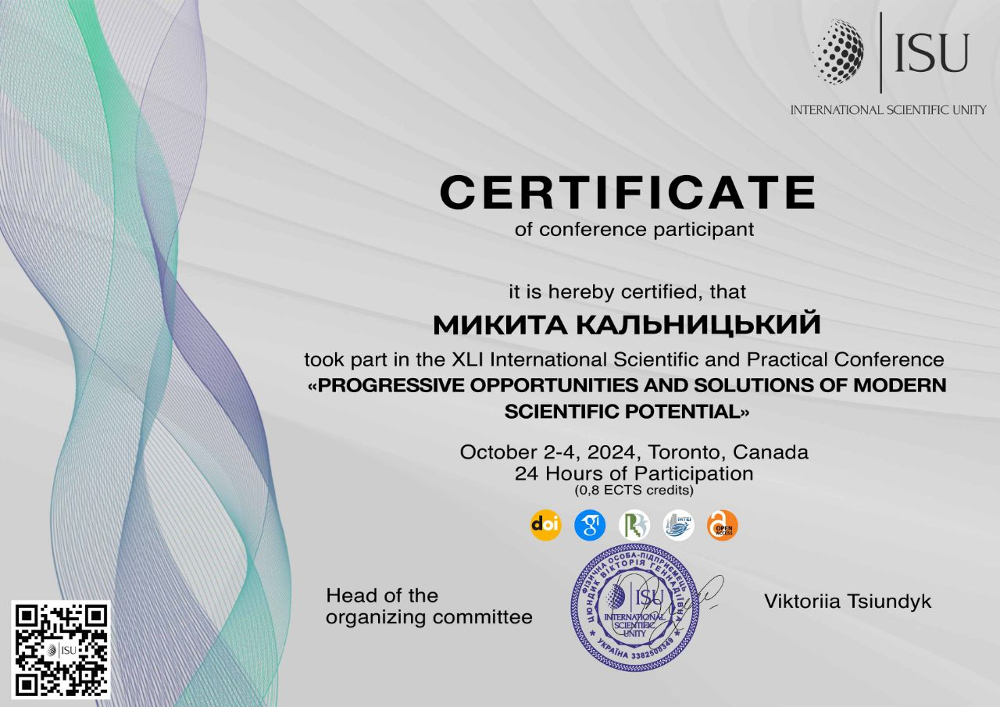 ISU
INTERNATIONAL SCIENTIFIC UNITY
CERTIFICATE
of conference participant
it is hereby certified, that
МИКИТА КАЛЬНИЦЬКИЙ
took part in the XLI International Scientific and Practical Conference
«PROGRESSIVE OPPORTUNITIES AND SOLUTIONS OF MODERN
SCIENTIFIC POTENTIAL»
October 2-4, 2024, Toronto, Canada
24 Hours of Participation
(0,8 ECTS credits)
doi
g
R
INTEI
a
OPEN
ACCESS
Head of the
organizing committee
ФІЗИЧНА ОСОБА-ПІДПРИЄМЕЦЬ
ЦЮНДИК ВІКТОРІЯ ГЕННАДІЇВНА
ISU
INTERNATIONAL
SCIENTIFIC
UNITY
* УКРАЇНА 3382508349 *
Viktoriia Tsiundyk
ISU